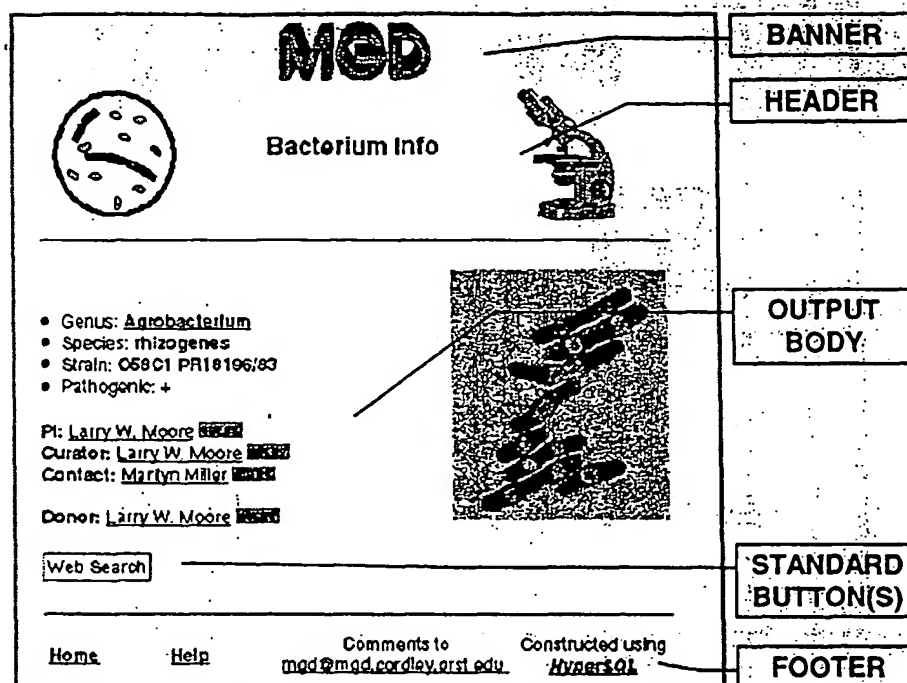 MGD
BANNER
HEADER
Bacterium Info
• Genus: Agrobacterium
• Species: rhizogenes
• Strain: C58C1 PR18196/83
• Pathogenic: +
OUTPUT
BODY
PI: Larry W. Moore
Curator: Larry W. Moore
Contact: Martyn Miller
Donor: Larry W. Moore
Web Search
STANDARD
BUTTON(S)
Home Help Comments to Constructed using
mgd@mgd.cordley.orst.edu HyperSQL
FOOTER